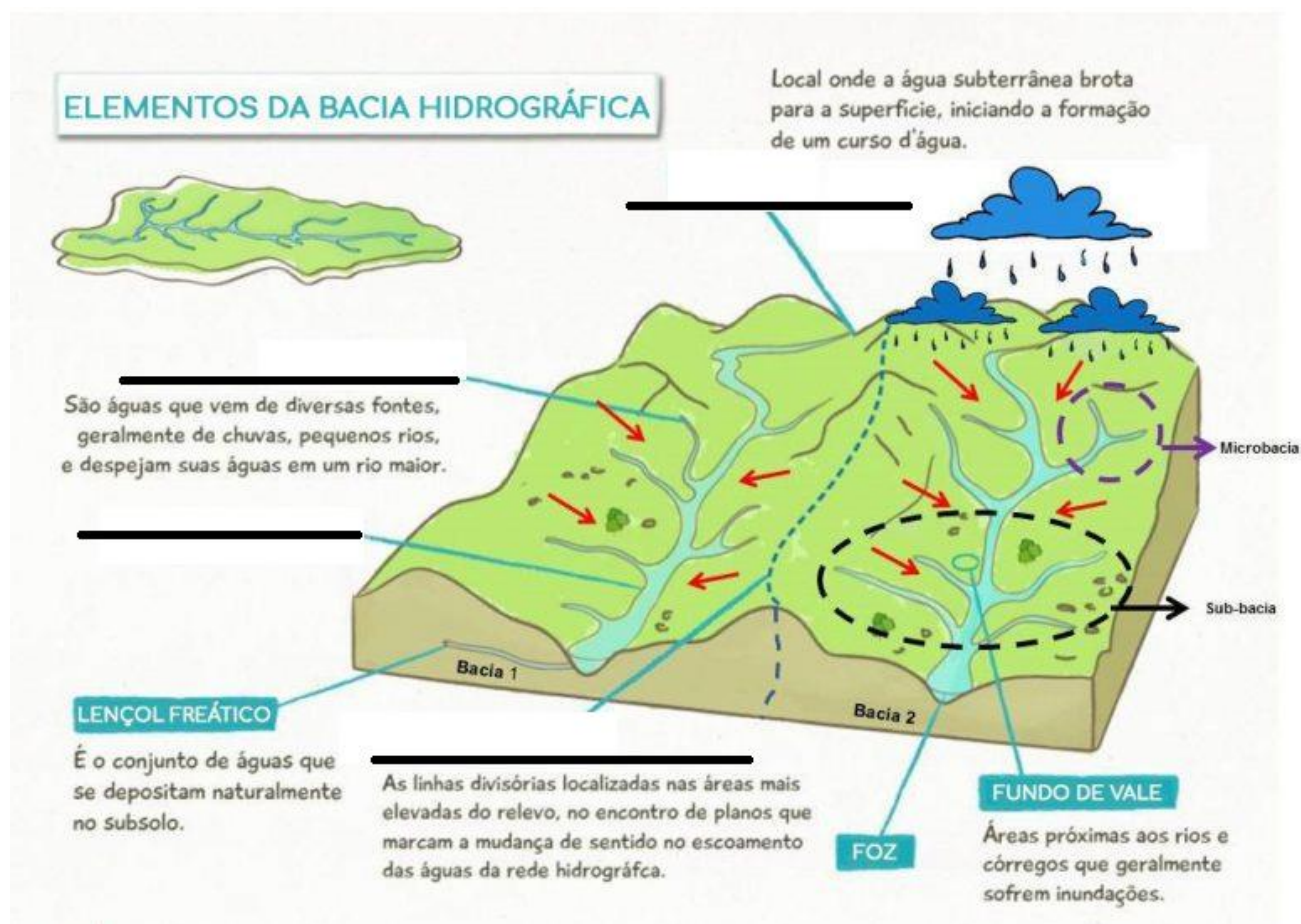 ELEMENTOS DA BACIA HIDROGRÁFICA
Local onde a água subterrânea brota
para a superfície, iniciando a formação
de um curso d'água.
São águas que vem de diversas fontes,
geralmente de chuvas, pequenos rios,
e despejam suas águas em um rio maior.
Microbacia
Sub-bacia
Bacia 1
Bacia 2
LENÇOL FREÁTICO
É o conjunto de águas que
se depositam naturalmente
no subsolo.
As linhas divisórias localizadas nas áreas mais
elevadas do relevo, no encontro de planos que
marcam a mudança de sentido no escoamento
das águas da rede hidrográfca.
FOZ
FUNDO DE VALE
Áreas próximas aos rios e
córregos que geralmente
sofrem inundações.